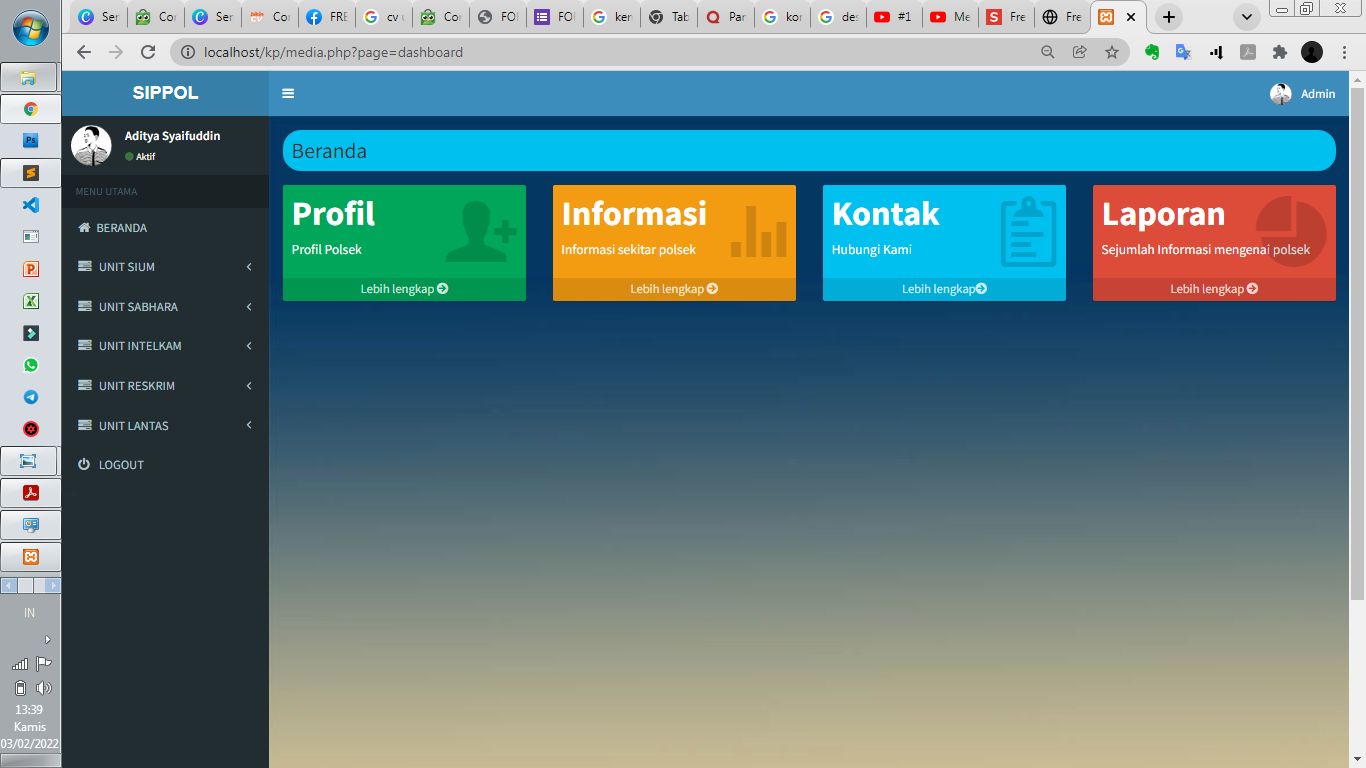 Ser
Cor
Ser
Cor
FRE
cv u
Cor
FOR
FOR
ker
Tab
Par
kor
des
#1
Me
Fre
Fre
localhost/kp/media.php?page=dashboard
SIPPOL
Admin
Aditya Syaifuddin
Aktif
MENU UTAMA
BERANDA
UNIT SIUM
UNIT SABHARA
UNIT INTELKAM
UNIT RESKRIM
UNIT LANTAS
LOGOUT
Beranda
Profil
Profil Polsek
Lebih lengkap
Informasi
Informasi sekitar polsek
Lebih lengkap
Kontak
Hubungi Kami
Lebih lengkap
Laporan
Sejumlah Informasi mengenai polsek
Lebih lengkap
Ps
IN
13:39
Kamis
03/02/2022